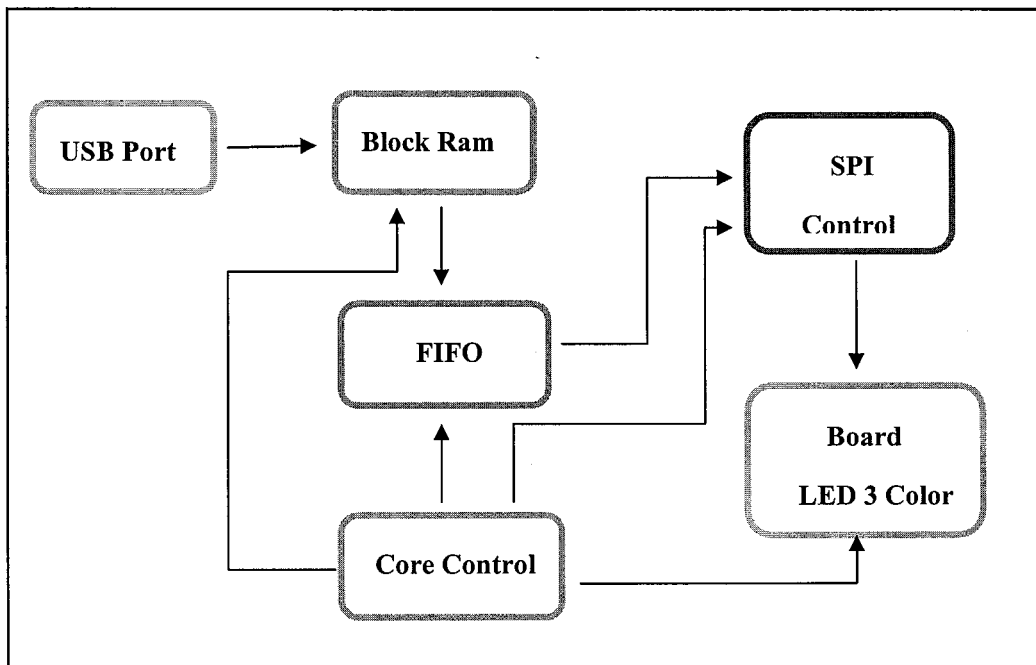 USB Port
Block Ram
SPI
Control
FIFO
Board
LED 3 Color
Core Control